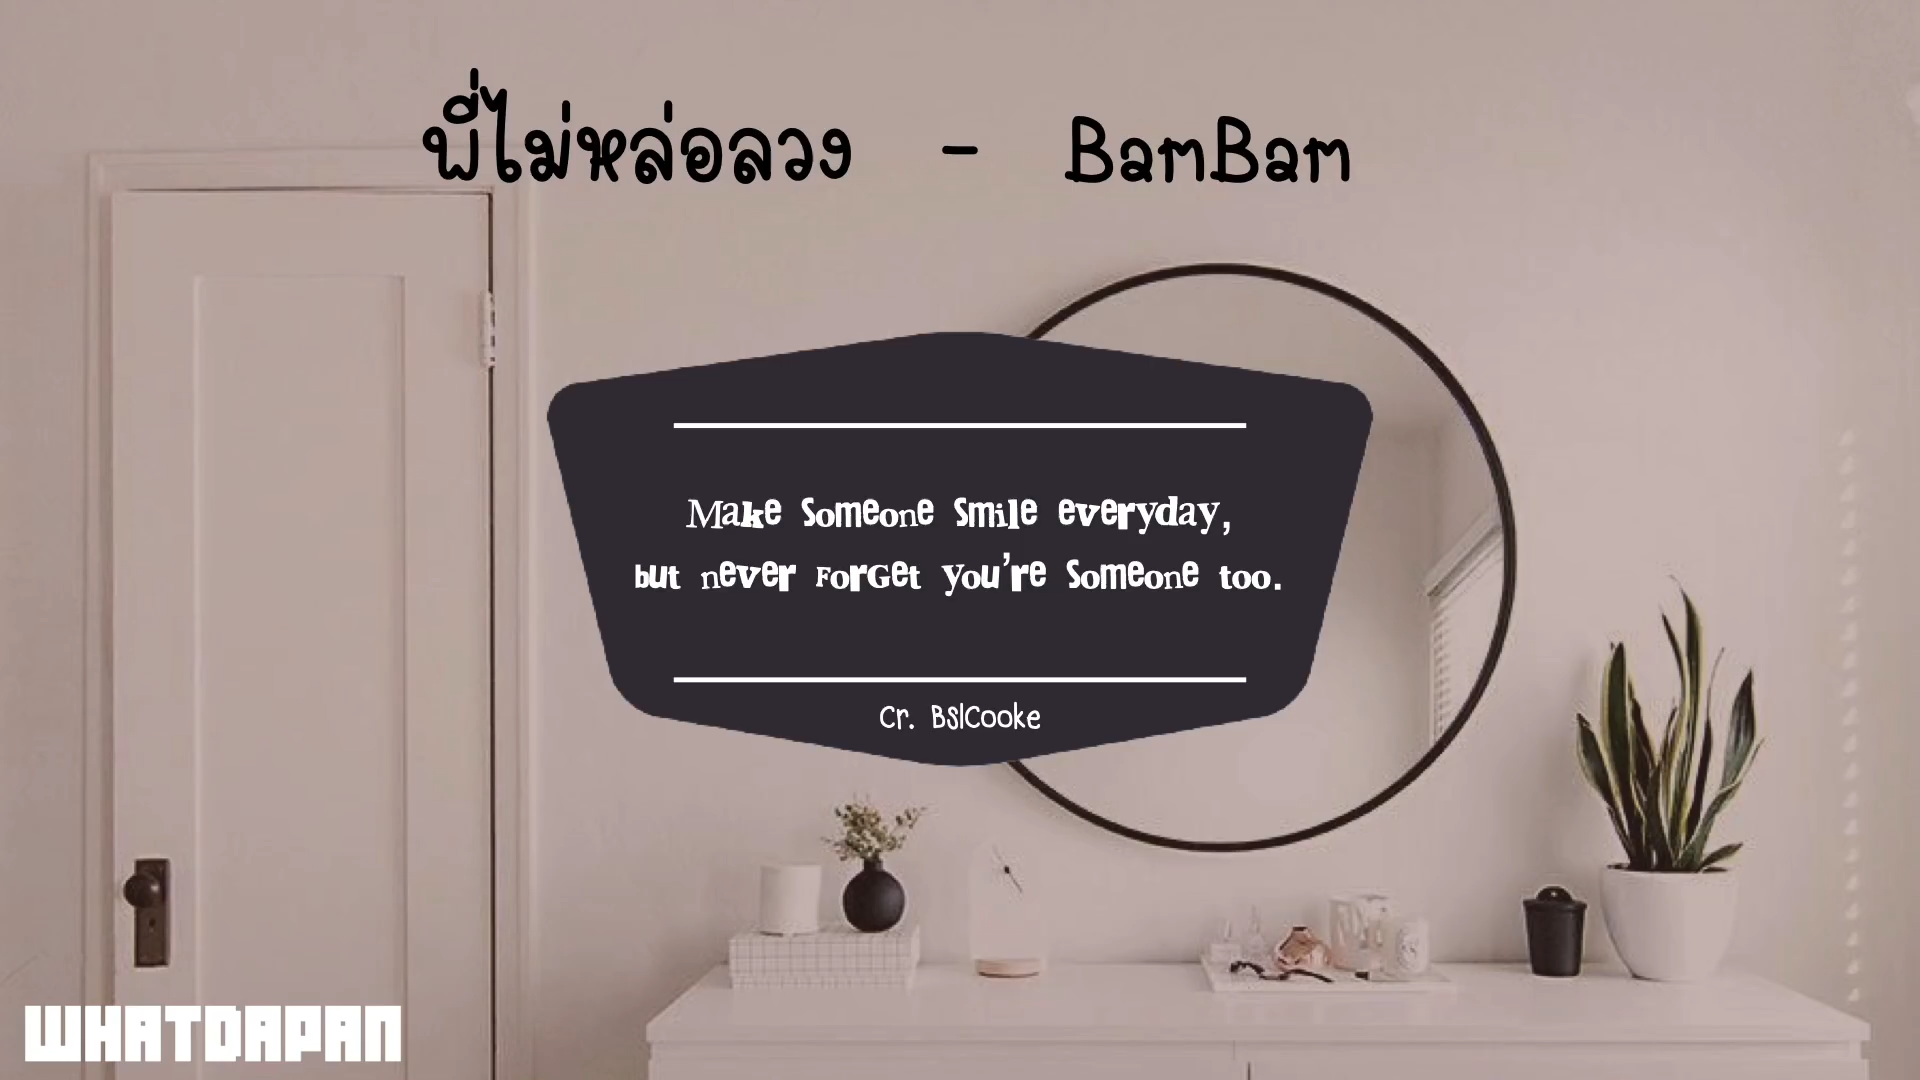 พี่ไม่หล่อลวง - BamBam
Make Someone Smile everyday,
but never Forget you're Someone too.
Cr. BslCooke
WHATDAPAN